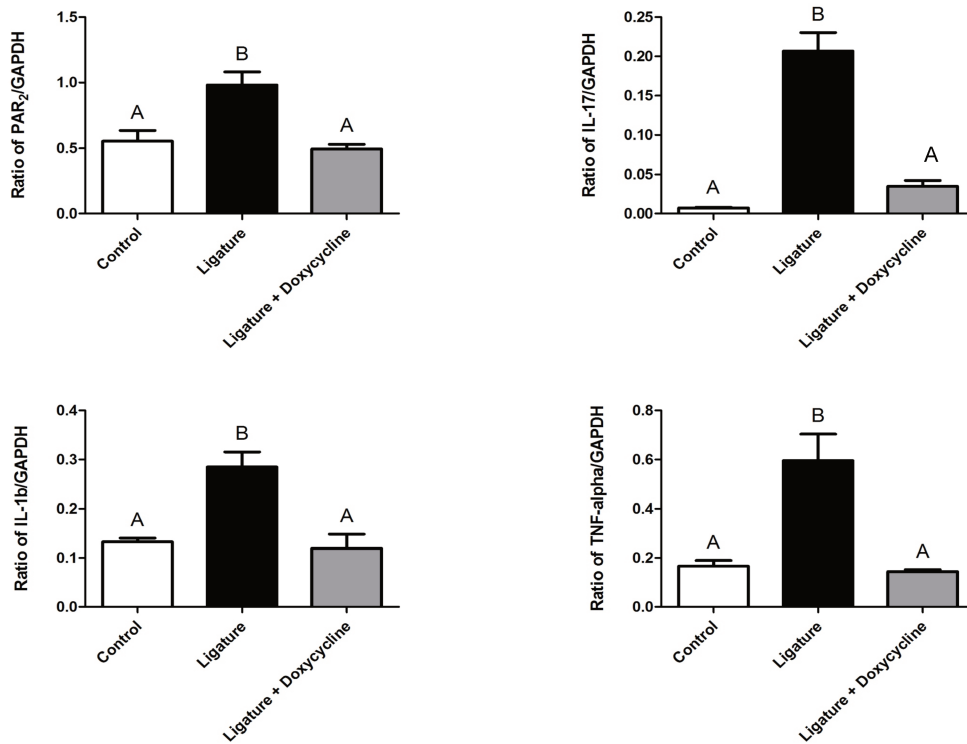 Ratio of PAR₂/GAPDH
1.5
1.0
0.5
0.0
A
B
A
Control
Ligature
Ligature + Doxycycline
Ratio of IL-17/GAPDH
0.25
0.20
0.15
0.10
0.05
0.00
A
B
A
Control
Ligature
Ligature + Doxycycline
Ratio of IL-1b/GAPDH
0.4
0.3
0.2
0.1
0.0
A
B
A
Control
Ligature
Ligature + Doxycycline
Ratio of TNF-alpha/GAPDH
0.8
0.6
0.4
0.2
0.0
A
B
A
Control
Ligature
Ligature + Doxycycline